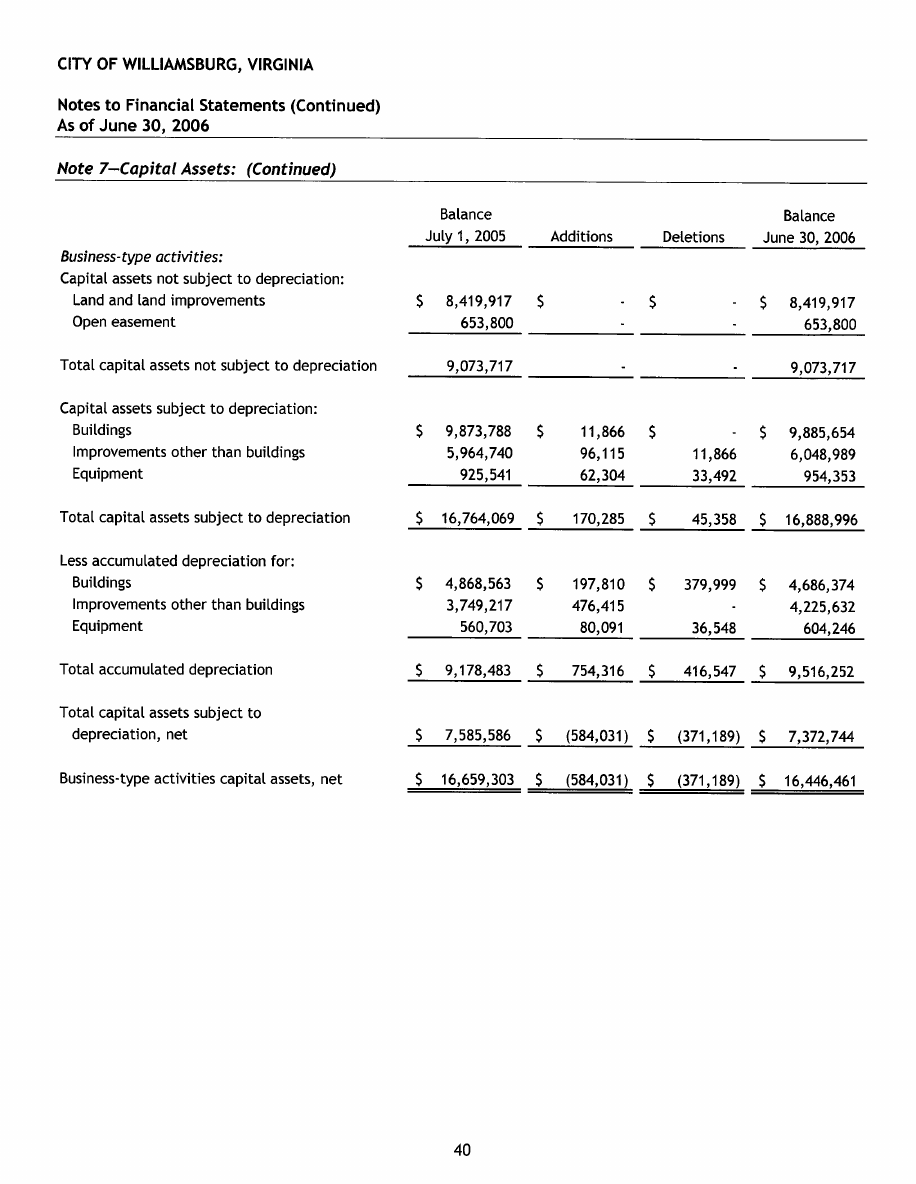 CITY OF WILLIAMSBURG, VIRGINIA
Notes to Financial Statements (Continued)
As of June 30, 2006
Note 7—Capital Assets: (Continued)
Balance Balance
July 1, 2005 Additions Deletions June 30, 2006
Business-type activities:
Capital assets not subject to depreciation:
Land and land improvements $ 8,419,917 $ - $ - $ 8,419,917
Open easement 653,800 - - 653,800
Total capital assets not subject to depreciation 9,073,717 - - 9,073,717
Capital assets subject to depreciation:
Buildings $ 9,873,788 $ 11,866 $ - $ 9,885,654
Improvements other than buildings 5,964,740 96,115 11,866 6,048,989
Equipment 925,541 62,304 33,492 954,353
Total capital assets subject to depreciation $ 16,764,069 $ 170,285 $ 45,358 $ 16,888,996
Less accumulated depreciation for:
Buildings $ 4,868,563 $ 197,810 $ 379,999 $ 4,686,374
Improvements other than buildings 3,749,217 476,415 - 4,225,632
Equipment 560,703 80,091 36,548 604,246
Total accumulated depreciation $ 9,178,483 $ 754,316 $ 416,547 $ 9,516,252
Total capital assets subject to
depreciation, net $ 7,585,586 $ (584,031) $ (371,189) $ 7,372,744
Business-type activities capital assets, net $ 16,659,303 $ (584,031) $ (371,189) $ 16,446,461
40